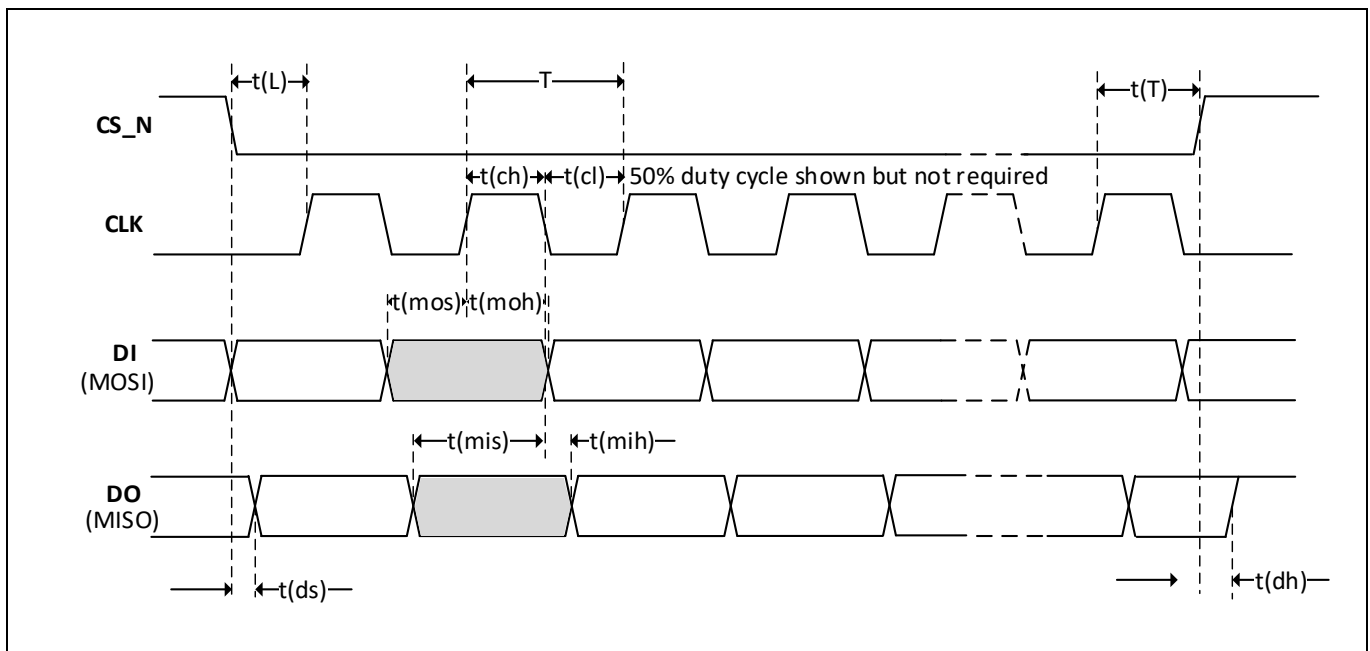 t(L)
T
t(T)
CS_N
t(ch)
t(cl)
50% duty cycle shown but not required
CLK
t(mos)
t(moh)
DI
(MOSI)
t(mis)
t(mih)
DO
(MISO)
t(ds)
t(dh)